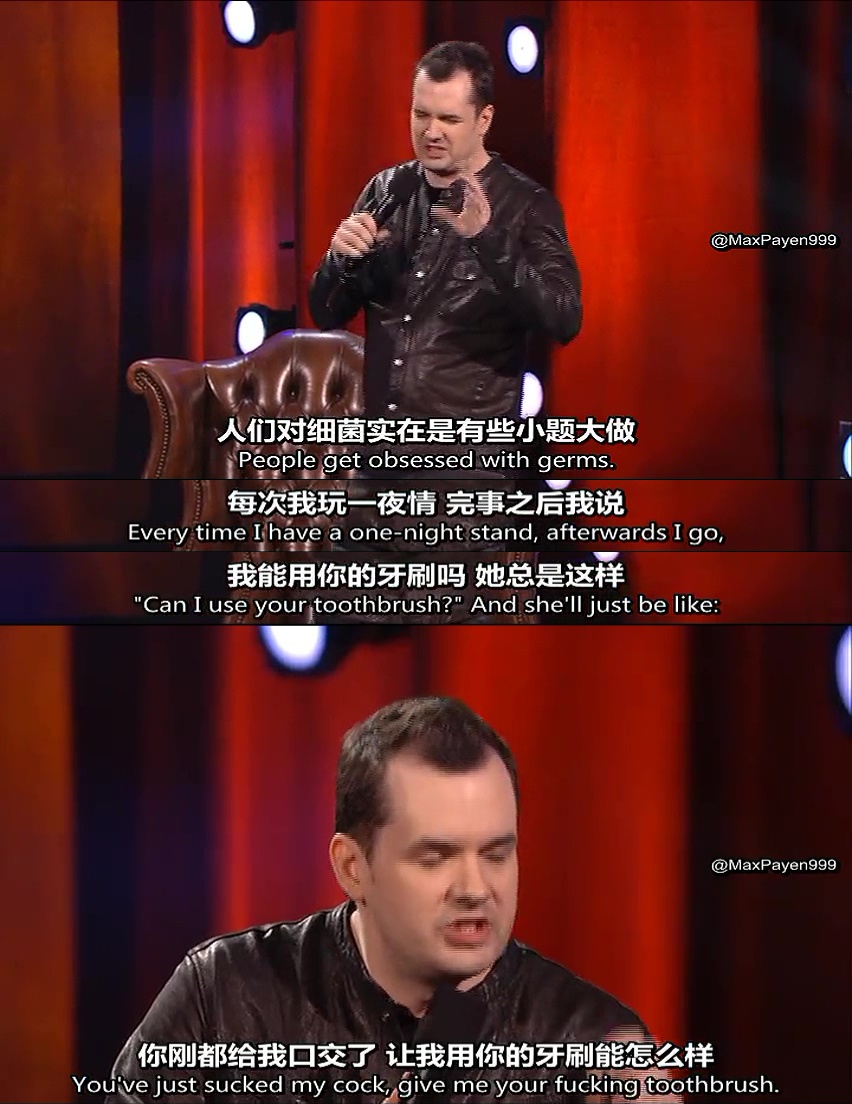 @MaxPayen999
人们对细菌实在是有些小题大做
People get obsessed with germs.
每次我玩一夜情 完事之后我说
Every time I have a one-night stand, afterwards I go,
我能用你的牙刷吗 她总是这样
"Can I use your toothbrush?" And she'll just be like:
@MaxPayen999
你刚都给我口交了 让我用你的牙刷能怎么样
You've just sucked my cock, give me your fucking toothbrush.